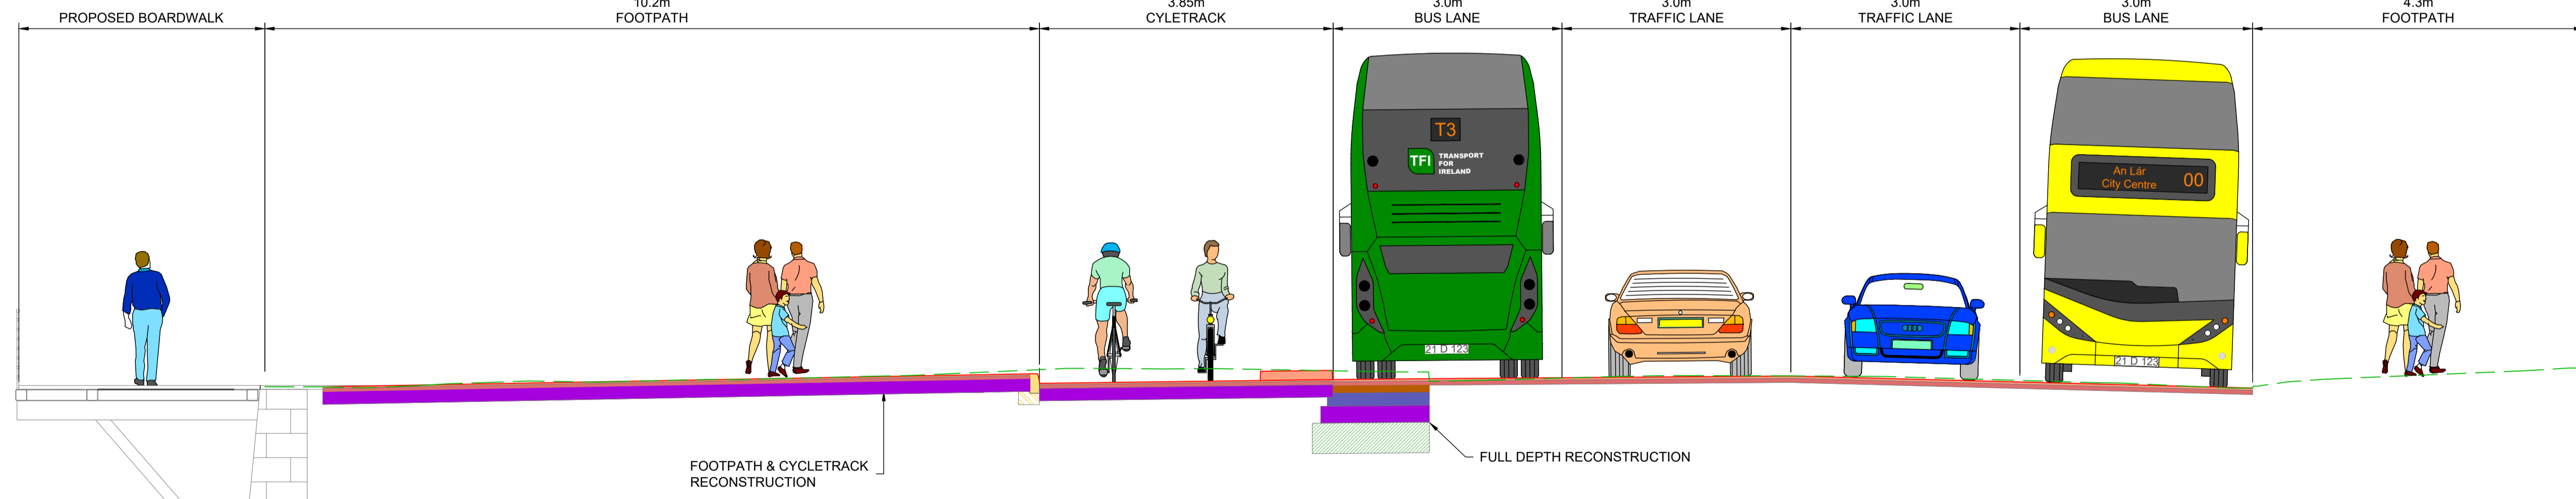 10.2m
3.85m
3.0m
3.0m
3.0m
3.0m
4.3m
PROPOSED BOARDWALK
FOOTPATH
CYLETRACK
BUS LANE
TRAFFIC LANE
TRAFFIC LANE
BUS LANE
FOOTPATH
T3
TFI
TRANSPORT
FOR
IRELAND
21 D 123
An Lár
City Centre
00
21 D 123
FOOTPATH & CYCLETRACK
RECONSTRUCTION
FULL DEPTH RECONSTRUCTION